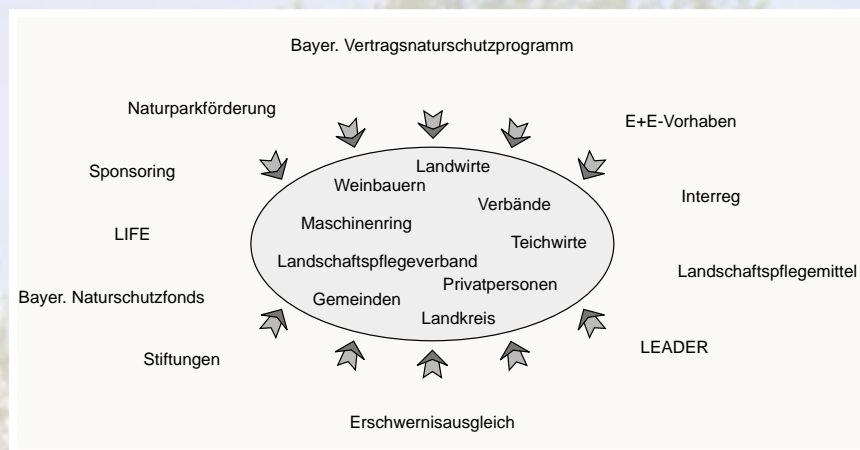 Bayer. Vertragsnaturschutzprogramm
Naturparkförderung
E+E-Vorhaben
Sponsoring
Interreg
LIFE
Landschaftspflegemittel
Bayer. Naturschutzfonds
LEADER
Stiftungen
Erschwernisausgleich
Landwirte
Weinbauern
Verbände
Maschinenring
Teichwirte
Landschaftspflegeverband
Privatpersonen
Gemeinden
Landkreis